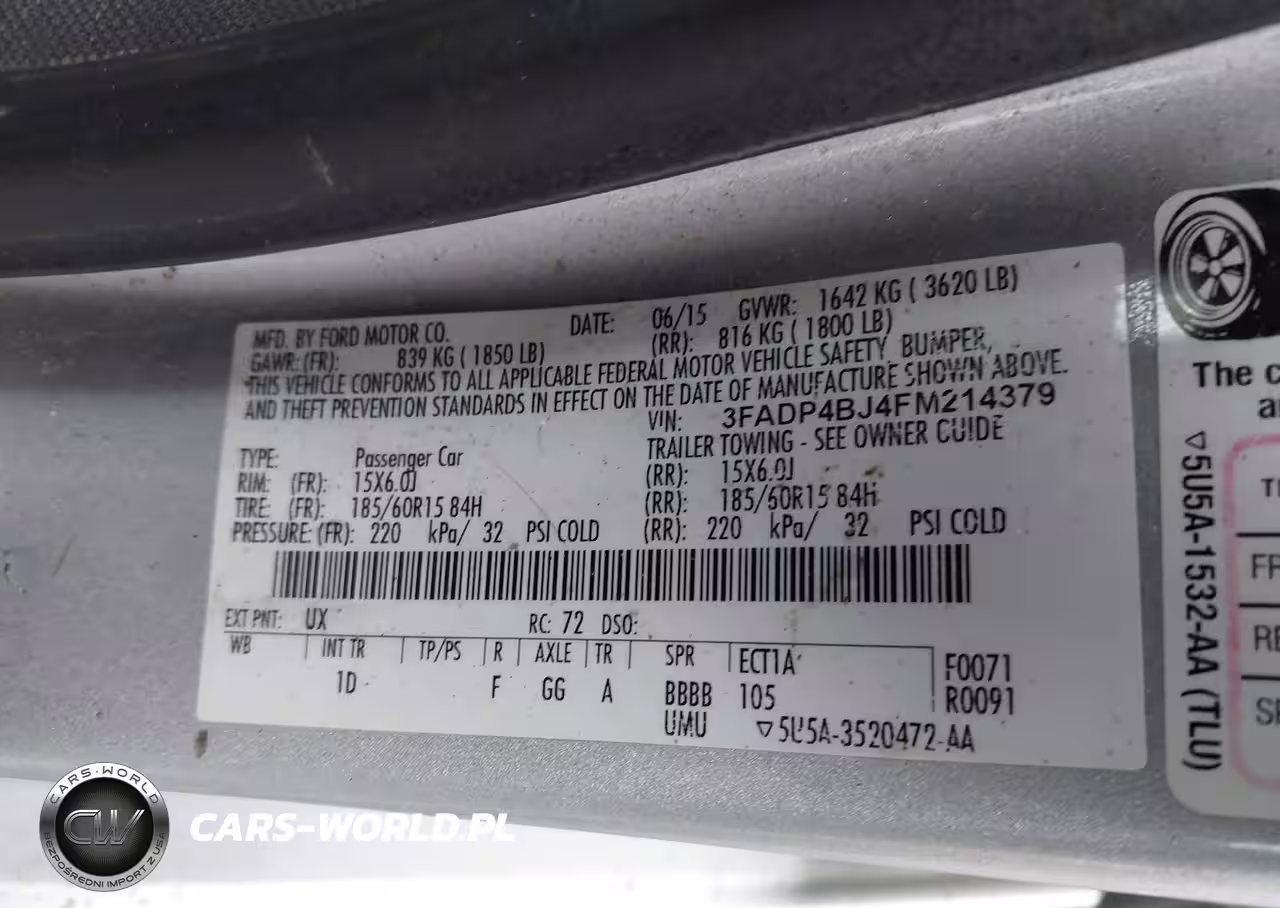 MFD. BY FORD MOTOR CO. DATE: 06/15 GVWR: 1642 KG ( 3620 LB)
GAWR: (FR): 839 KG ( 1850 LB) (RR): 816 KG ( 1800 LB)
THIS VEHICLE CONFORMS TO ALL APPLICABLE FEDERAL MOTOR VEHICLE SAFETY, BUMPER,
AND THEFT PREVENTION STANDARDS IN EFFECT ON THE DATE OF MANUFACTURE SHOWN ABOVE.
VIN: 3FADP4BJ4FM214379
TYPE: Passenger Car TRAILER TOWING - SEE OWNER GUIDE
RIM: (FR): 15X6.0J (RR): 15X6.0J
TIRE: (FR): 185/60R15 84H (RR): 185/60R15 84H
PRESSURE: (FR): 220 kPa/ 32 PSI COLD (RR): 220 kPa/ 32 PSI COLD
EXT PNT: UX RC: 72 DSO:
WB INT TR TP/PS R AXLE TR SPR ECT1A F0071
1D F GG A BBBB 105 R0091
UMU ▽5U5A-3520472-AA
The c
▽5U5A-1532-AA (TLU)
CARS-WORLD
CW
BEZPOŚREDNI IMPORT Z USA
CARS-WORLD.PL